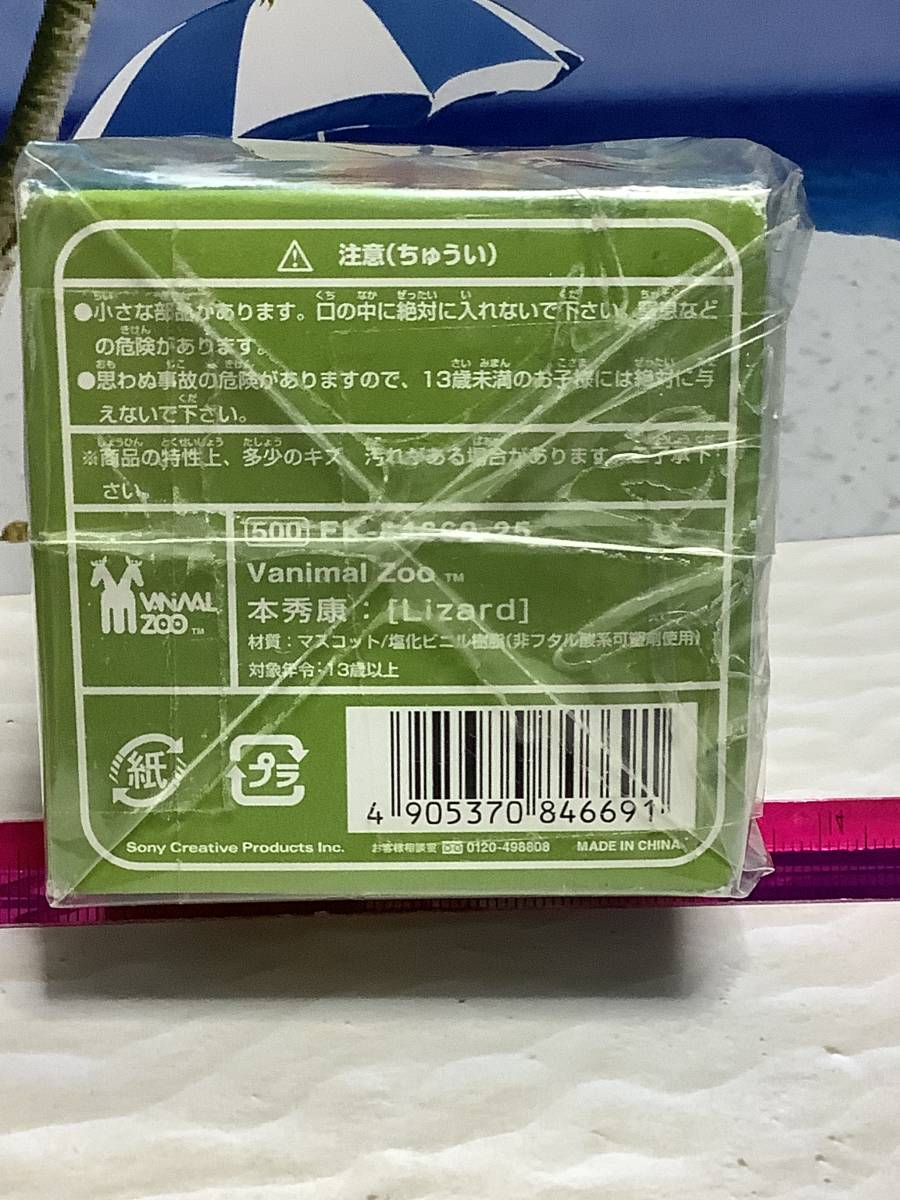 注意(ちゅうい)
●小さな部品があります。口の中に絶対に入れないで下さい。窒息など
の危険があります。
●思わぬ事故の危険がありますので、13歳未満のお子様には絶対に与
えないで下さい。
※商品の特性上、多少のキズ 汚れがある場合があります。ご了承下
さい。
500
VANIMAL
ZOO TM
Vanimal Zoo TM
本秀康:[Lizard]
材質:マスコット/塩化ビニル樹脂(非フタル酸系可塑剤使用)
対象年令:13歳以上
紙
プラ
4 905370 846691
Sony Creative Products Inc. お客様相談室 0120-498808 MADE IN CHINA